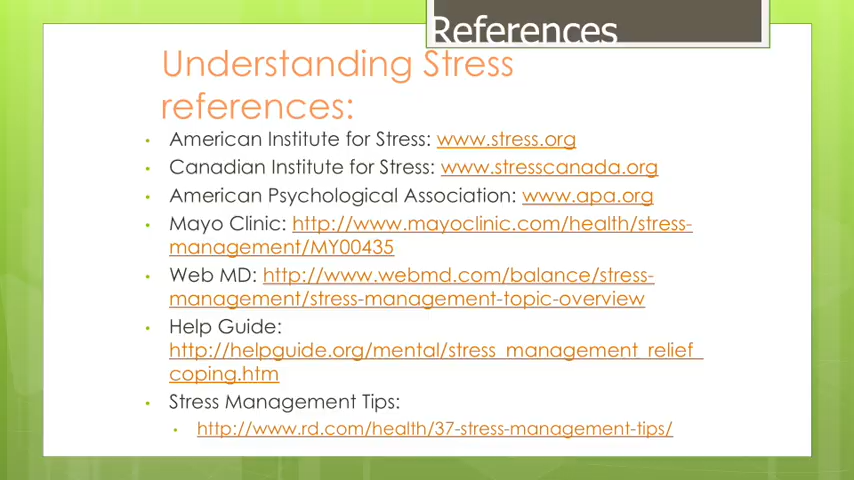 References
Understanding Stress
references:
• American Institute for Stress: www.stress.org
• Canadian Institute for Stress: www.stresscanada.org
• American Psychological Association: www.apa.org
• Mayo Clinic: http://www.mayoclinic.com/health/stress-
management/MY00435
• Web MD: http://www.webmd.com/balance/stress-
management/stress-management-topic-overview
• Help Guide:
http://helpguide.org/mental/stress_management_relief_
coping.htm
• Stress Management Tips:
• http://www.rd.com/health/37-stress-management-tips/